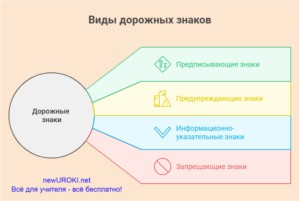 Виды дорожных знаков
Дорожные
знаки
Предписывающие знаки
Предупреждающие знаки
Информационно-
указательные знаки
Запрещающие знаки
newUROKI.net
Всё для учителя - всё бесплатно!